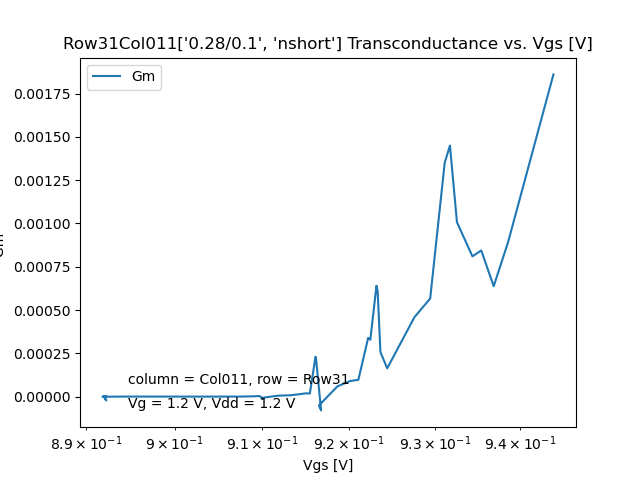 Row31Col011['0.28/0.1', 'nshort'] Transconductance vs. Vgs [V]
Gm
0.00175
0.00150
0.00125
0.00100
0.00075
0.00050
0.00025
0.00000
column = Col011, row = Row31
Vg = 1.2 V, Vdd = 1.2 V
8.9 × 10⁻¹ 9 × 10⁻¹ 9.1 × 10⁻¹ 9.2 × 10⁻¹ 9.3 × 10⁻¹ 9.4 × 10⁻¹
Vgs [V]